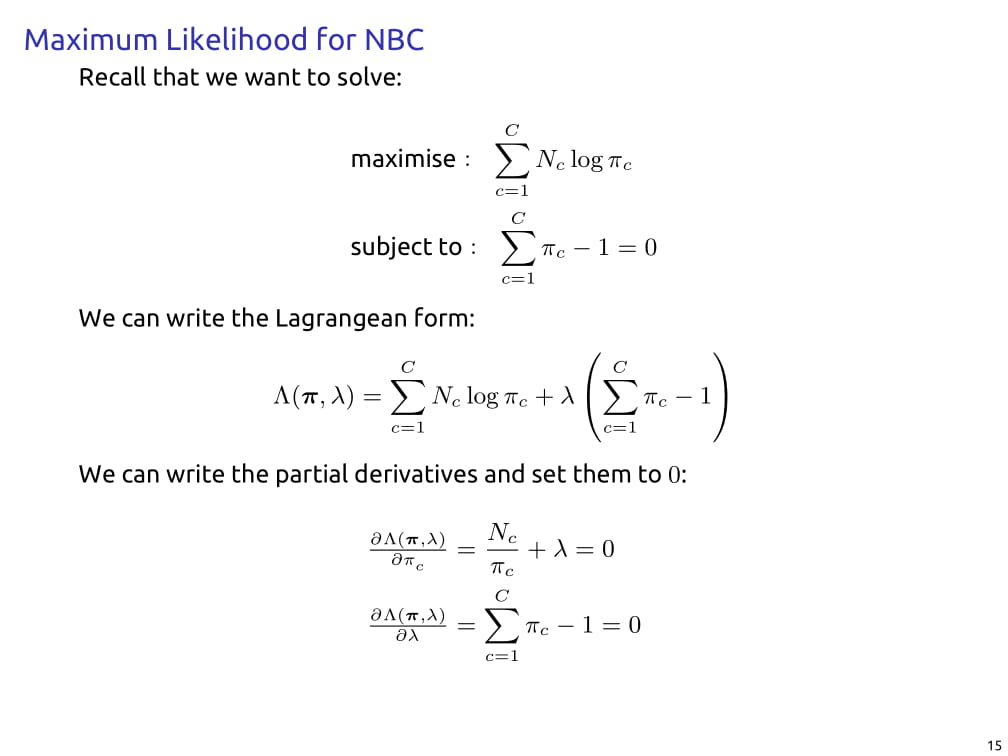 Maximum Likelihood for NBC
Recall that we want to solve:
maximise : $\sum_{c=1}^{C} N_c \log \pi_c$
subject to : $\sum_{c=1}^{C} \pi_c - 1 = 0$
We can write the Lagrangean form:
$\Lambda(\boldsymbol{\pi}, \lambda) = \sum_{c=1}^{C} N_c \log \pi_c + \lambda \left( \sum_{c=1}^{C} \pi_c - 1 \right)$
We can write the partial derivatives and set them to 0:
$\frac{\partial \Lambda(\boldsymbol{\pi}, \lambda)}{\partial \pi_c} = \frac{N_c}{\pi_c} + \lambda = 0$
$\frac{\partial \Lambda(\boldsymbol{\pi}, \lambda)}{\partial \lambda} = \sum_{c=1}^{C} \pi_c - 1 = 0$
15